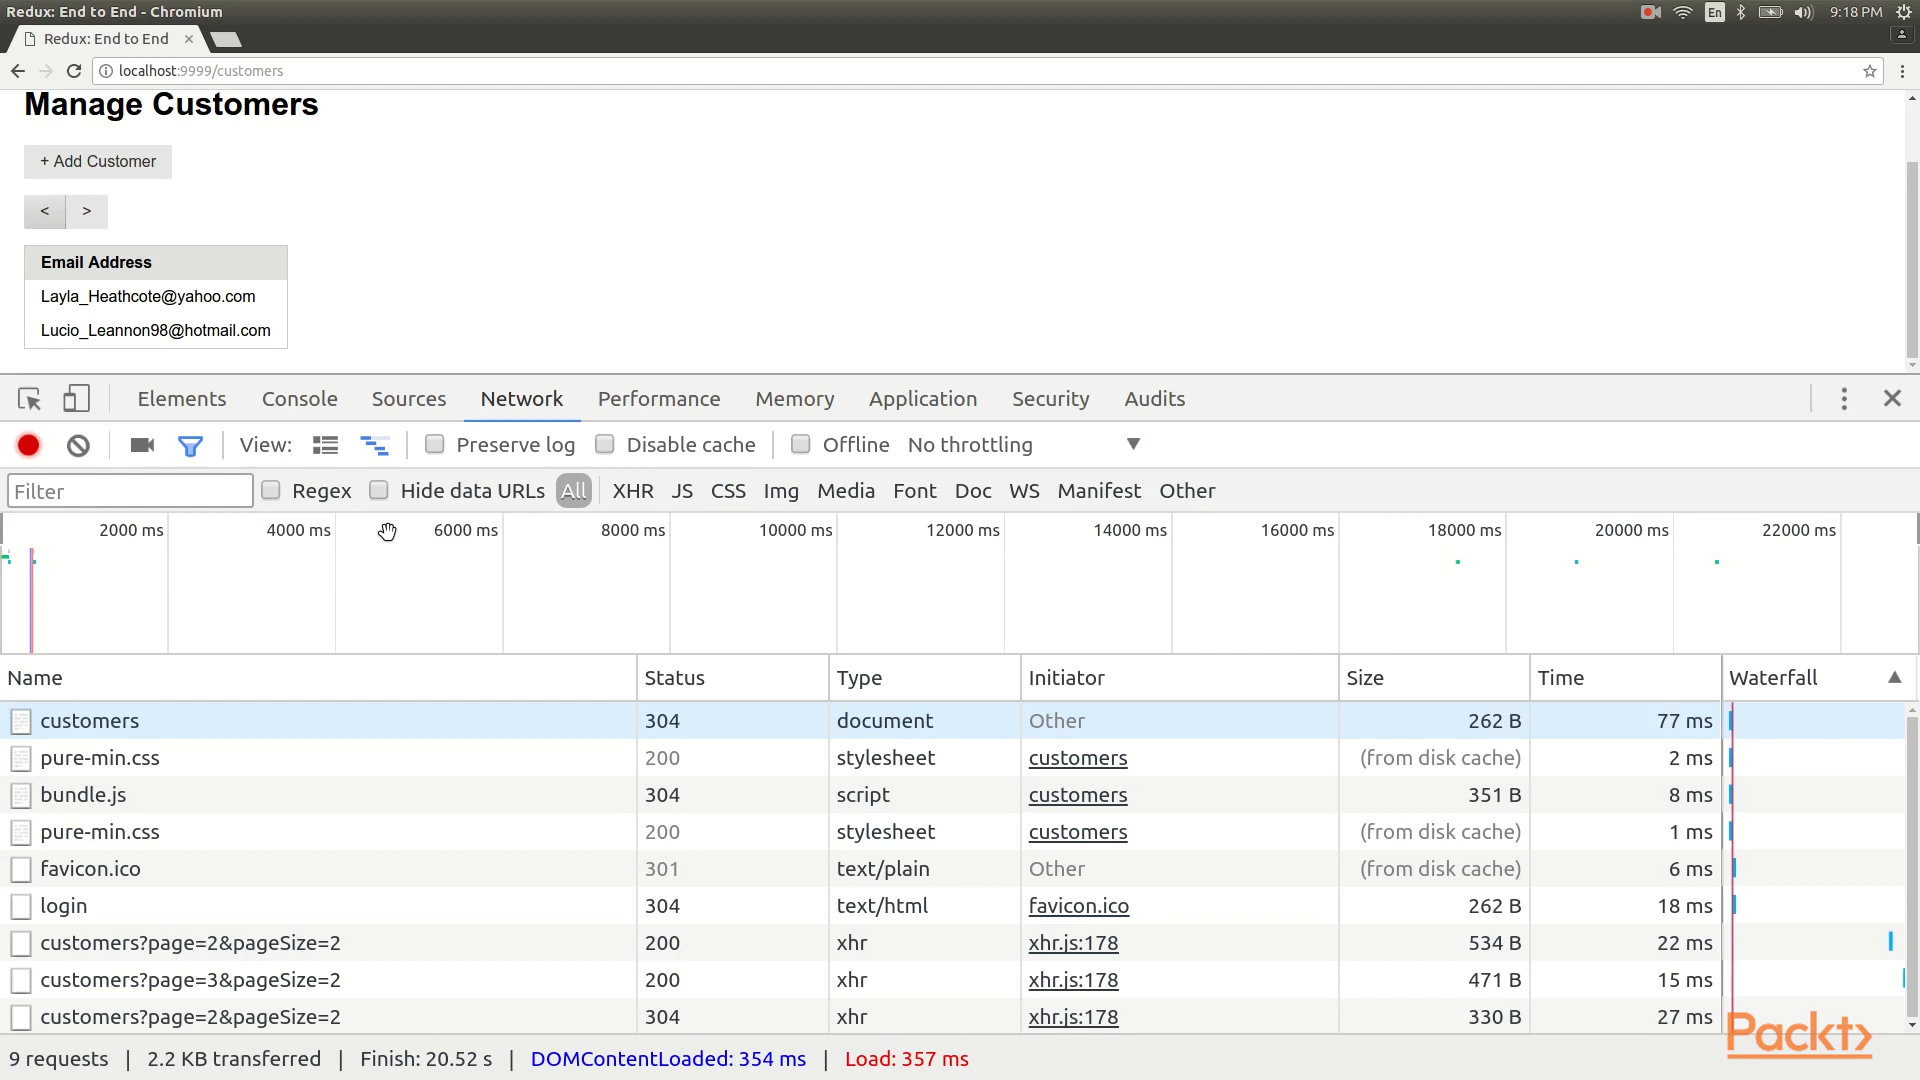 Redux: End to End - Chromium
En 9:18 PM
Redux: End to End ×
localhost:9999/customers
Manage Customers
+ Add Customer
< >
Email Address
Layla_Heathcote@yahoo.com
Lucio_Leannon98@hotmail.com
Elements Console Sources Network Performance Memory Application Security Audits
View: Preserve log Disable cache Offline No throttling
Filter Regex Hide data URLs All XHR JS CSS Img Media Font Doc WS Manifest Other
2000 ms 4000 ms 6000 ms 8000 ms 10000 ms 12000 ms 14000 ms 16000 ms 18000 ms 20000 ms 22000 ms
Name Status Type Initiator Size Time Waterfall
customers 304 document Other 262 B 77 ms
pure-min.css 200 stylesheet customers (from disk cache) 2 ms
bundle.js 304 script customers 351 B 8 ms
pure-min.css 200 stylesheet customers (from disk cache) 1 ms
favicon.ico 301 text/plain Other (from disk cache) 6 ms
login 304 text/html favicon.ico 262 B 18 ms
customers?page=2&pageSize=2 200 xhr xhr.js:178 534 B 22 ms
customers?page=3&pageSize=2 200 xhr xhr.js:178 471 B 15 ms
customers?page=2&pageSize=2 304 xhr xhr.js:178 330 B 27 ms
Packt>
9 requests | 2.2 KB transferred | Finish: 20.52 s | DOMContentLoaded: 354 ms | Load: 357 ms